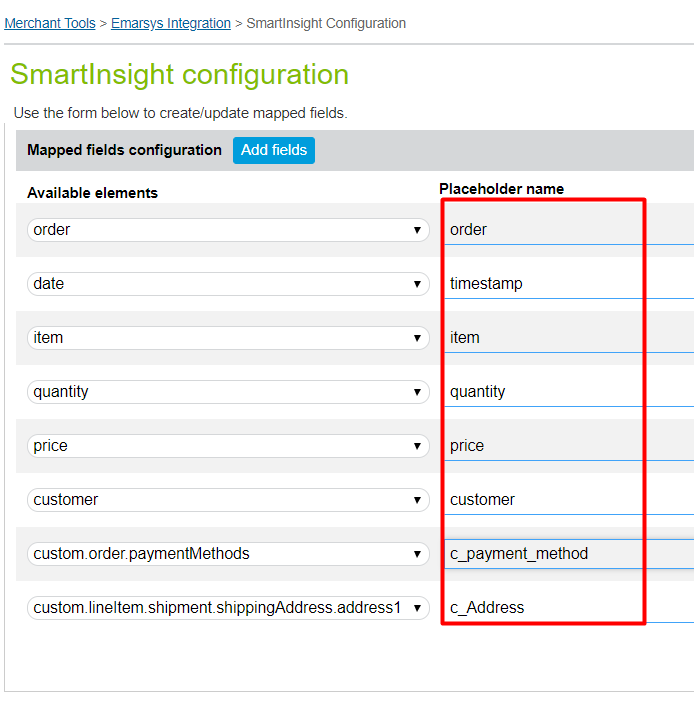 Merchant Tools > Emarsys Integration > SmartInsight Configuration
SmartInsight configuration
Use the form below to create/update mapped fields.
Mapped fields configuration Add fields
Available elements Placeholder name
order order
date timestamp
item item
quantity quantity
price price
customer customer
custom.order.paymentMethods c_payment_method
custom.lineItem.shipment.shippingAddress.address1 c_Address